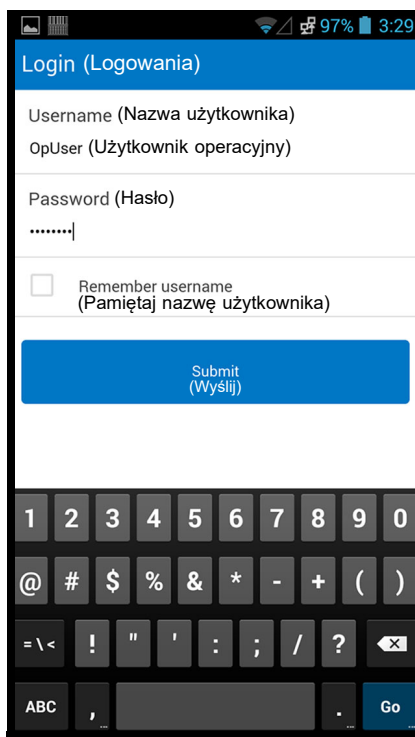 97% 3:29
Login (Logowania)
Username (Nazwa użytkownika)
OpUser (Użytkownik operacyjny)
Password (Hasło)
••••••••
Remember username
(Pamiętaj nazwę użytkownika)
Submit
(Wyślij)
1 2 3 4 5 6 7 8 9 0
@ # $ % & * - + ( )
= \ < ! " ' : ; / ?
ABC , . Go